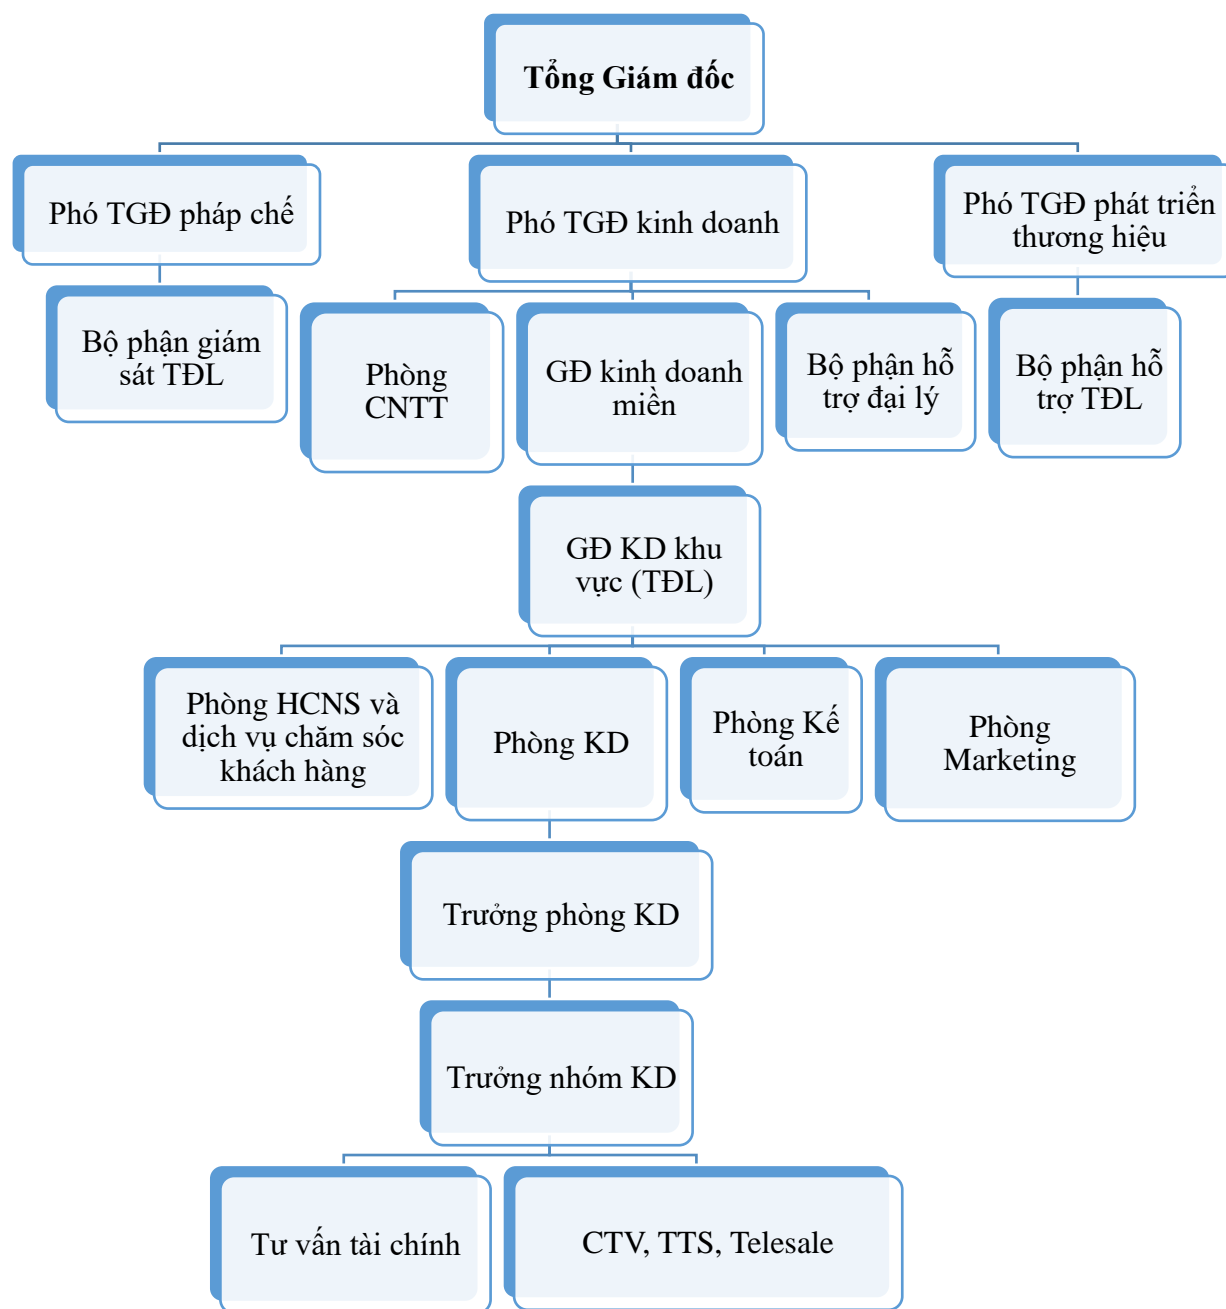 Tổng Giám đốc
Phó TGĐ pháp chế
Phó TGĐ kinh doanh
Phó TGĐ phát triển
thương hiệu
Bộ phận giám
sát TĐL
Phòng
CNTT
GĐ kinh doanh
miền
Bộ phận hỗ
trợ đại lý
Bộ phận hỗ
trợ TĐL
GĐ KD khu
vực (TĐL)
Phòng HCNS và
dịch vụ chăm sóc
khách hàng
Phòng KD
Phòng Kế
toán
Phòng
Marketing
Trưởng phòng KD
Trưởng nhóm KD
Tư vấn tài chính
CTV, TTS, Telesale